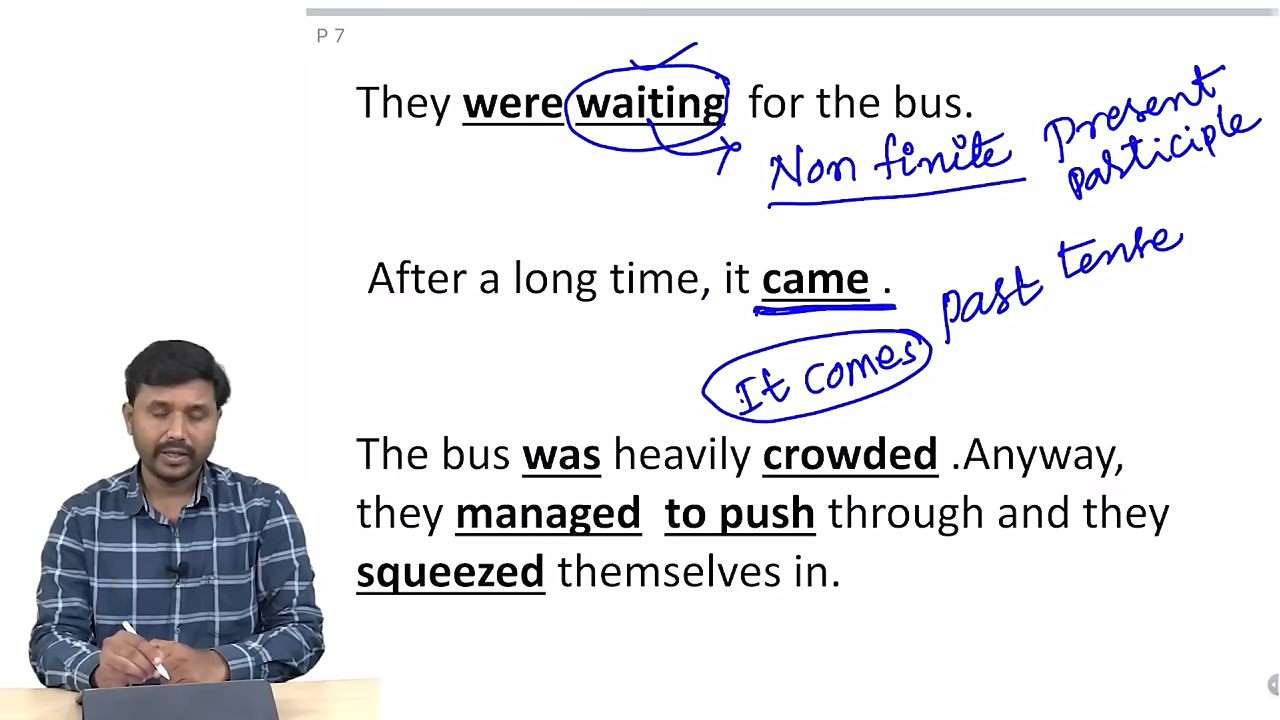 P 7
They were waiting for the bus.
Non finite
Present
participle
After a long time, it came .
past tense
It comes
The bus was heavily crowded .Anyway,
they managed to push through and they
squeezed themselves in.